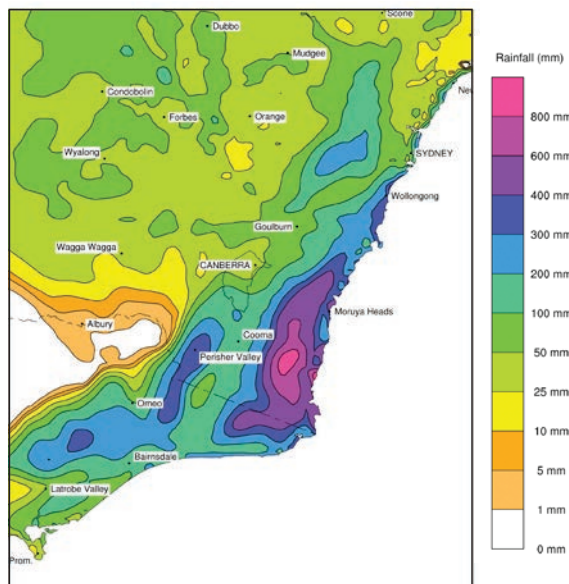 Scone
Dubbo
Mudgee
Condobolin
Forbes
Orange
Wyalong
SYDNEY
Wollongong
Goulburn
Wagga Wagga
CANBERRA
Albury
Moruya Heads
Cooma
Perisher Valley
Omeo
Bairnsdale
Latrobe Valley
Prom.
Rainfall (mm)
800 mm
600 mm
400 mm
300 mm
200 mm
100 mm
50 mm
25 mm
10 mm
5 mm
1 mm
0 mm